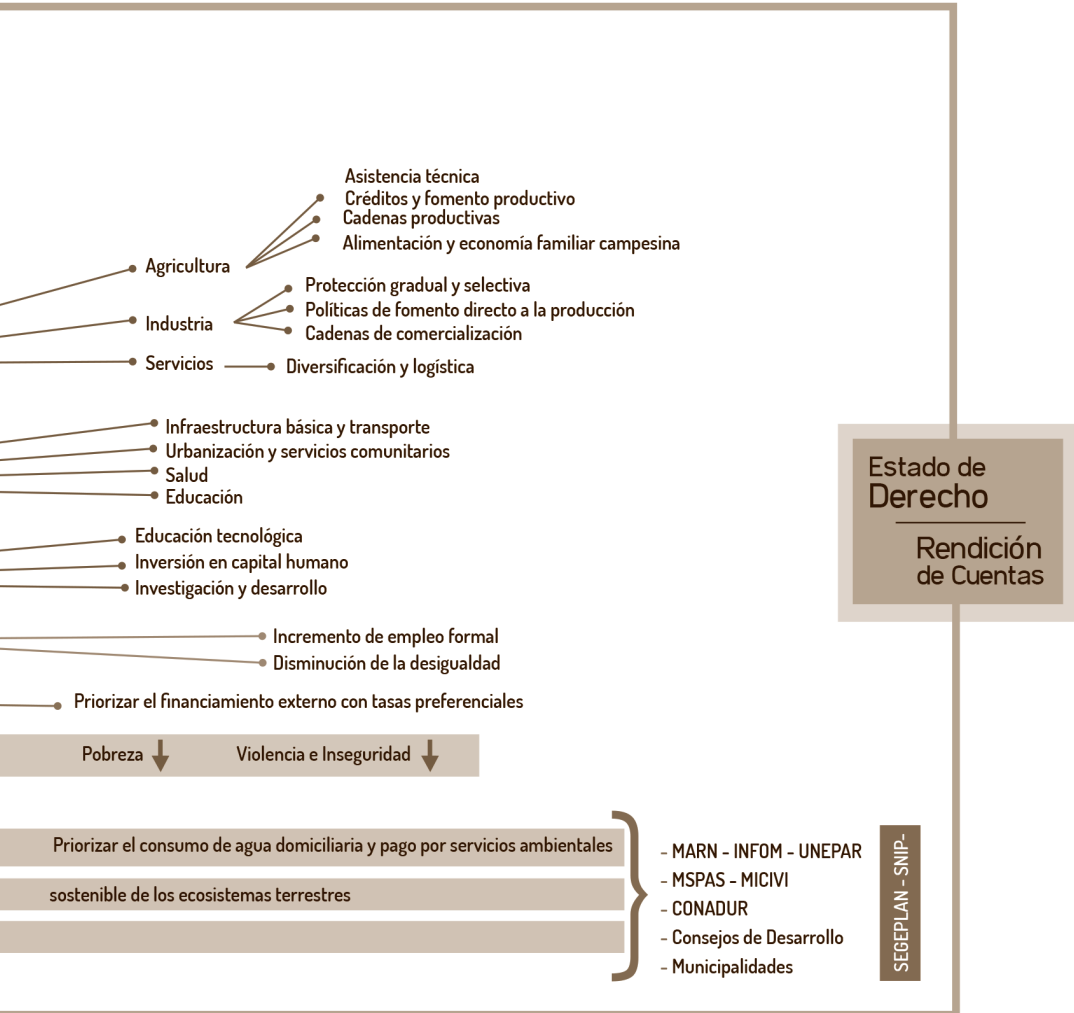 Asistencia técnica
Créditos y fomento productivo
Cadenas productivas
Alimentación y economía familiar campesina
Agricultura
Protección gradual y selectiva
Políticas de fomento directo a la producción
Cadenas de comercialización
Industria
Servicios
Diversificación y logística
Infraestructura básica y transporte
Urbanización y servicios comunitarios
Salud
Educación
Estado de
Derecho
Rendición
de Cuentas
Educación tecnológica
Inversión en capital humano
Investigación y desarrollo
Incremento de empleo formal
Disminución de la desigualdad
Priorizar el financiamiento externo con tasas preferenciales
Pobreza
Violencia e Inseguridad
Priorizar el consumo de agua domiciliaria y pago por servicios ambientales
sostenible de los ecosistemas terrestres
- MARN - INFOM - UNEPAR
- MSPAS - MICIVI
- CONADUR
- Consejos de Desarrollo
- Municipalidades
SEGEPLAN - SNIP-